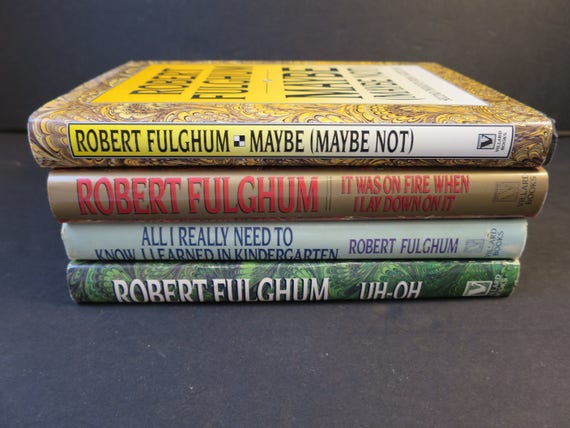 ROBERT
FULGHUM
MAYBE
ROBERT FULGHUM MAYBE (MAYBE NOT)
V
VILLARD
BOOKS
ROBERT FULGHUM
IT WAS ON FIRE WHEN
I LAY DOWN ON IT
VILLARD
BOOKS
ALL I REALLY NEED TO
KNOW I LEARNED IN KINDERGARTEN
ROBERT FULGHUM
VILLARD
BOOKS
ROBERT FULGHUM UH-OH
V